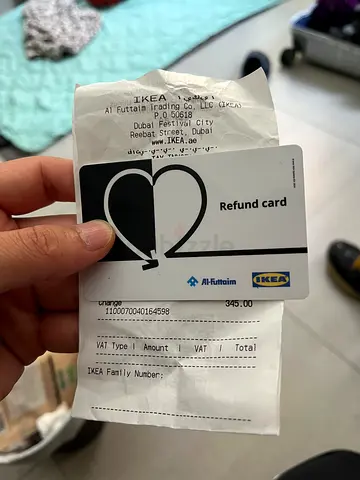 IKEA
Al Futtaim Trading Co. LLC (IKEA)
P.O 50618
Dubai Festival City
Reebat Street, Dubai
www.IKEA.ae
Refund card
dubizzle
Al-Futtaim
IKEA
Change 345.00
1100070040164598
VAT Type | Amount | VAT / Total
IKEA Family Number: